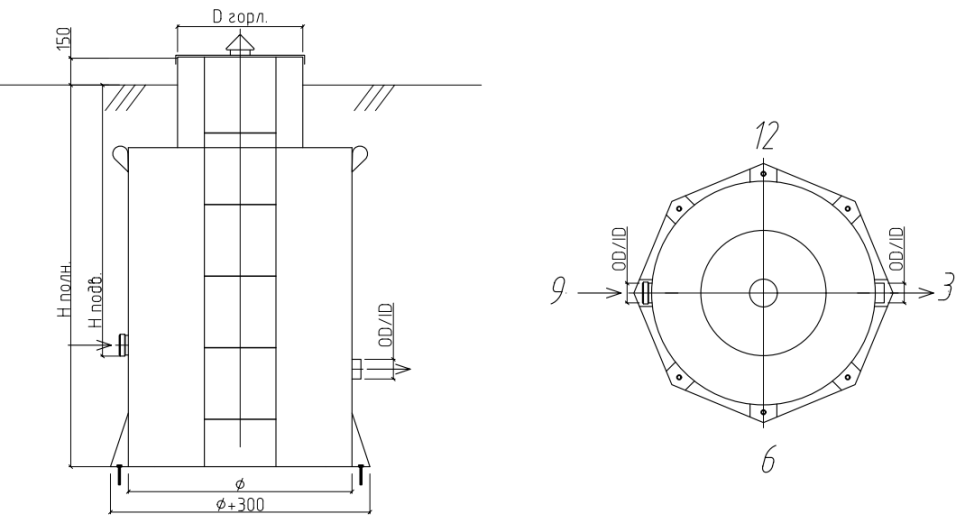 D горл.
150
H полн.
H подв.
OD/ID
ϕ
ϕ+300
12
OD/ID
OD/ID
9
3
6